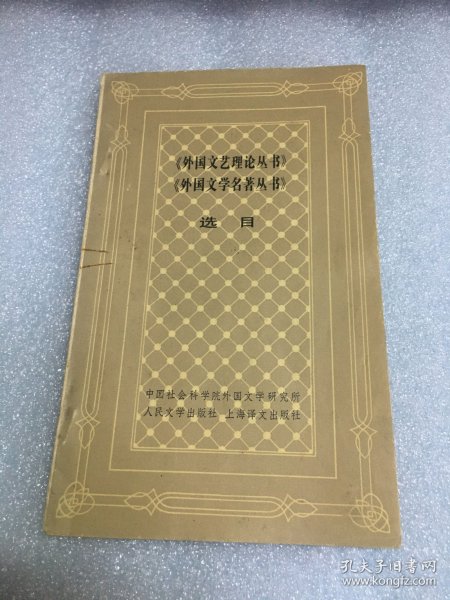 《外国文艺理论丛书》
《外国文学名著丛书》
选目
中国社会科学院外国文学研究所
人民文学出版社 上海译文出版社
孔夫子旧书网
www.kongfz.com